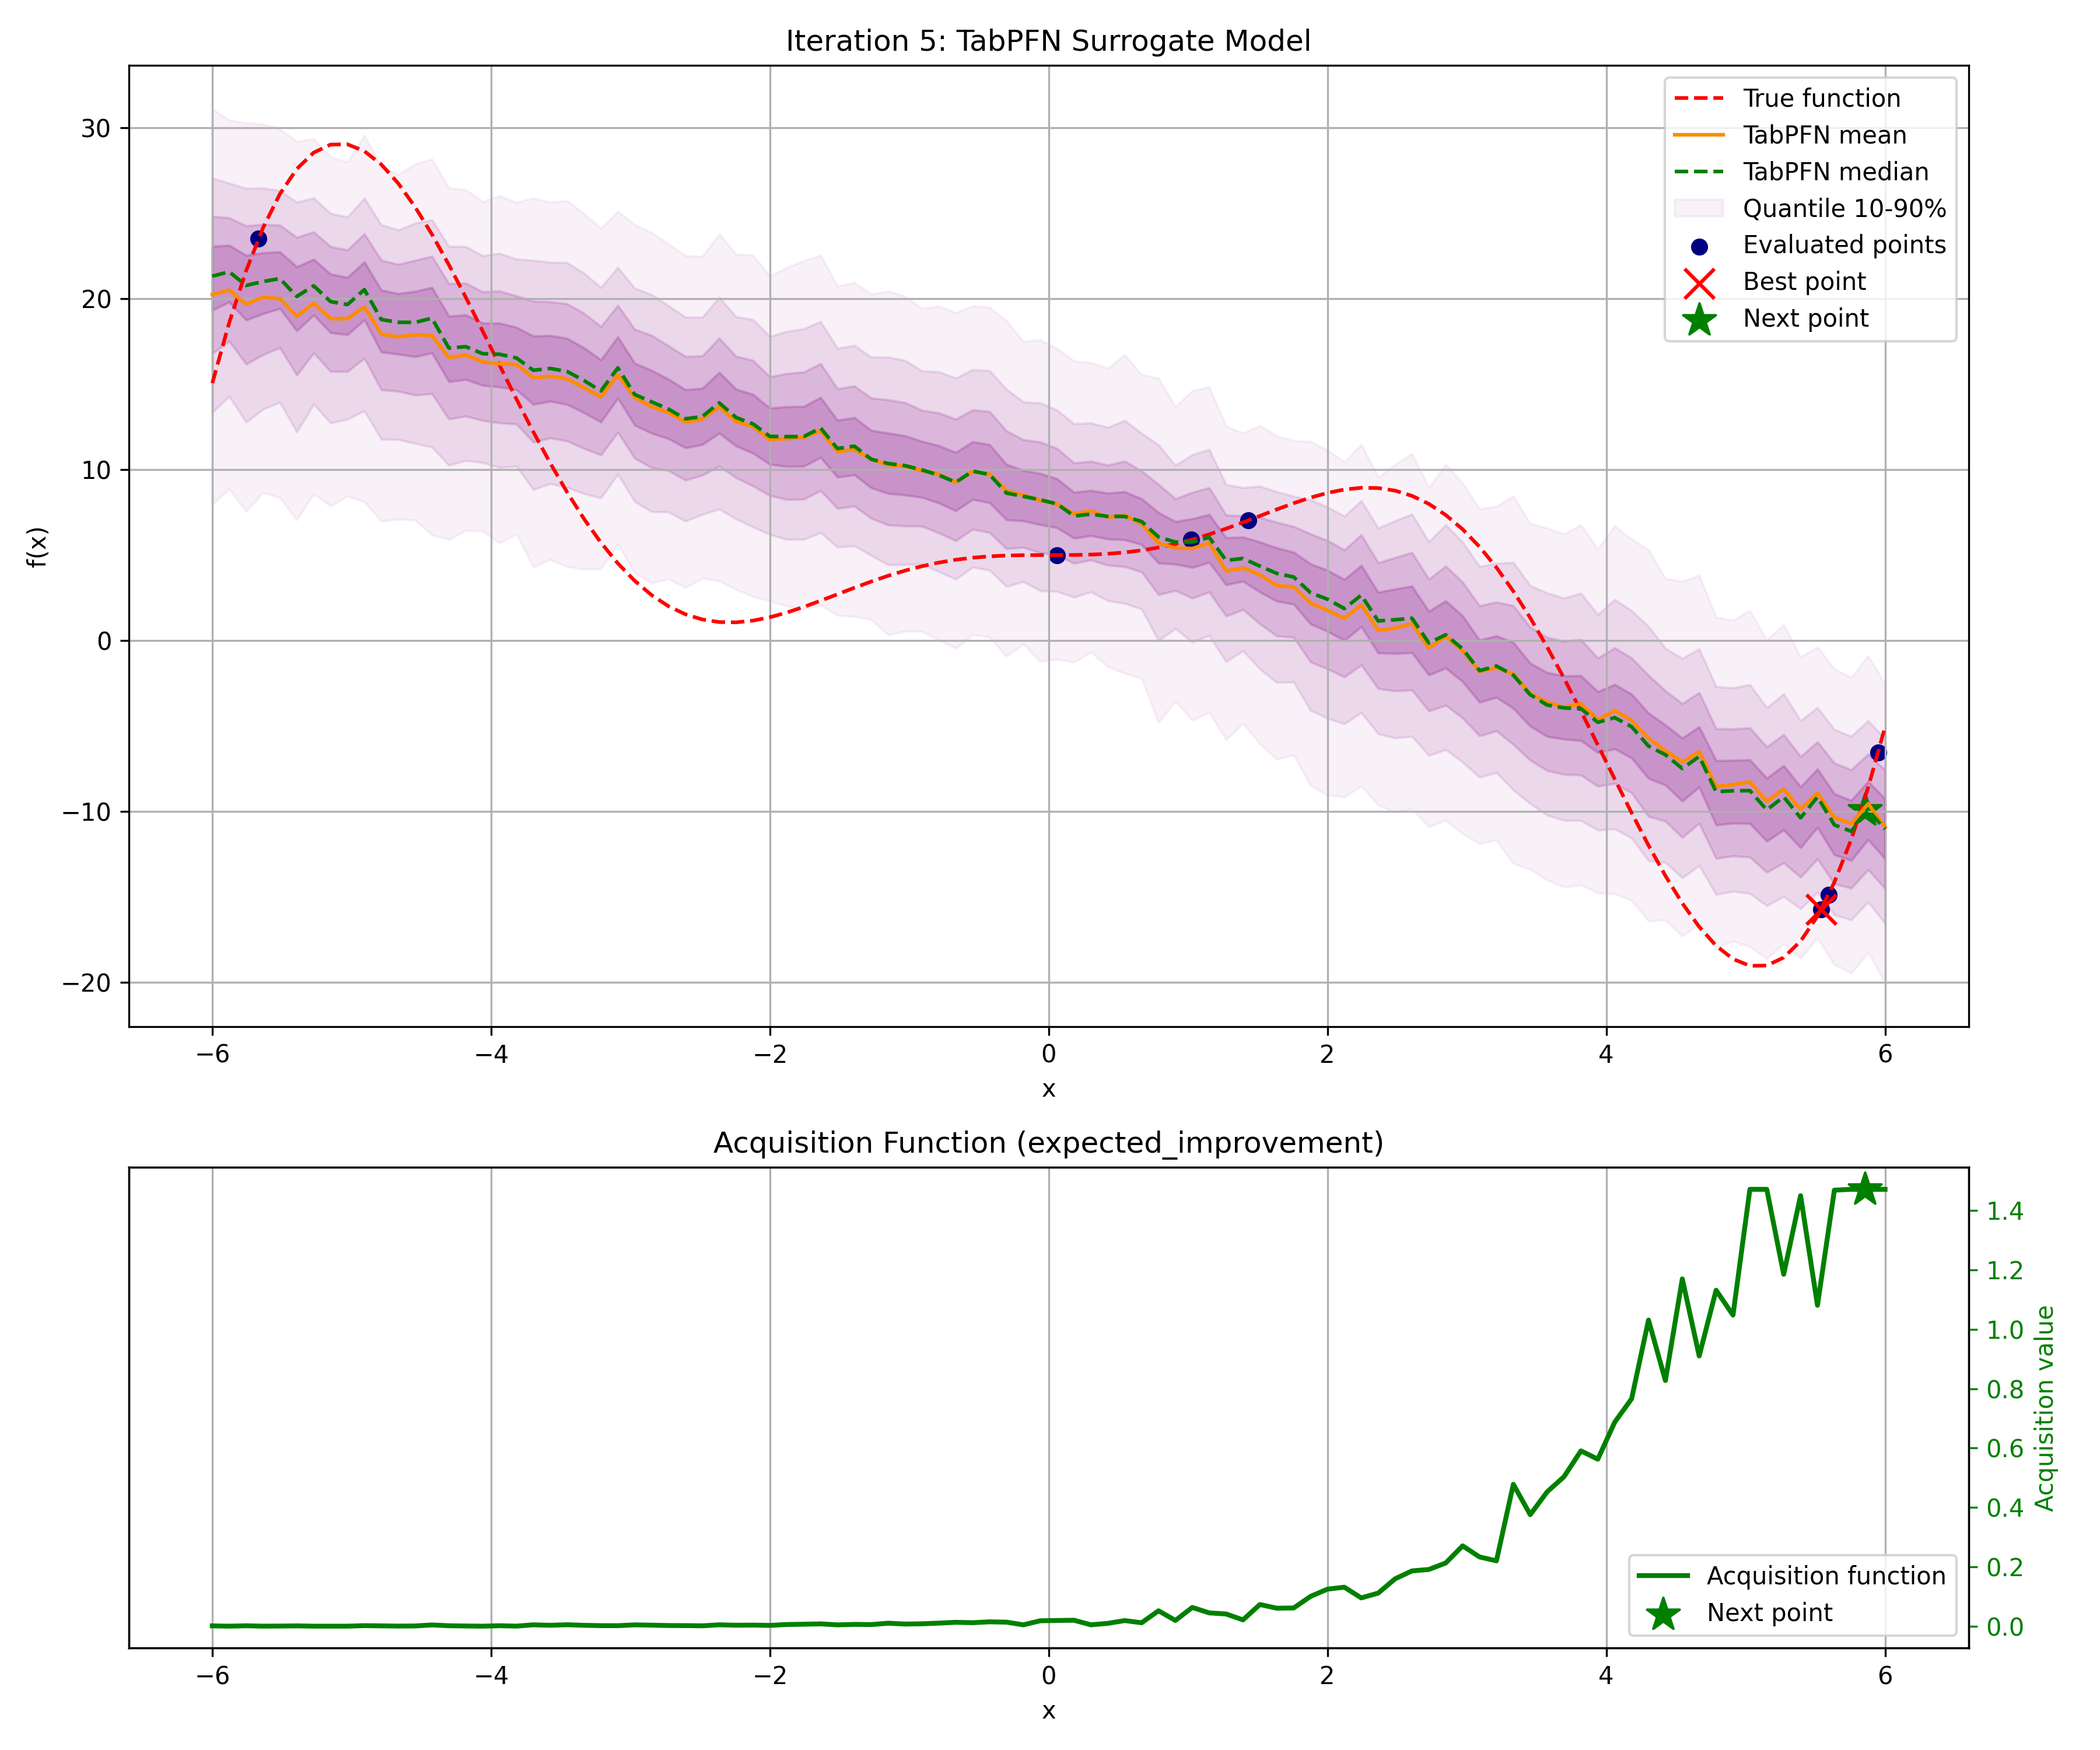 Iteration 5: TabPFN Surrogate Model
True function
TabPFN mean
TabPFN median
Quantile 10-90%
Evaluated points
Best point
Next point
f(x)
30
20
10
0
−10
−20
−6 −4 −2 0 2 4 6
x
Acquisition Function (expected_improvement)
1.4
1.2
1.0
0.8
0.6
0.4
0.2
0.0
Acquisition value
Acquisition function
Next point
−6 −4 −2 0 2 4 6
x